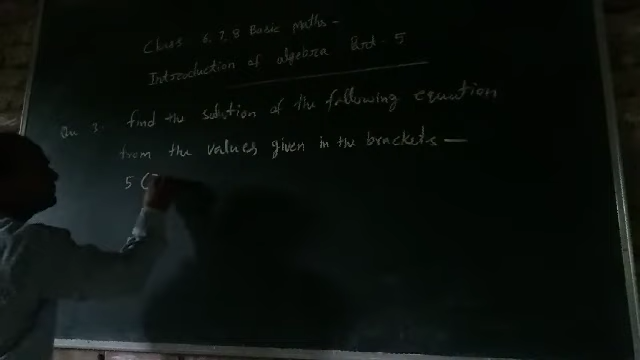 Class 6, 7, 8 Basic maths -
Introduction of algebra Part - 5
Qu. 3. find the solution of the following equation
from the values given in the brackets —
5 (